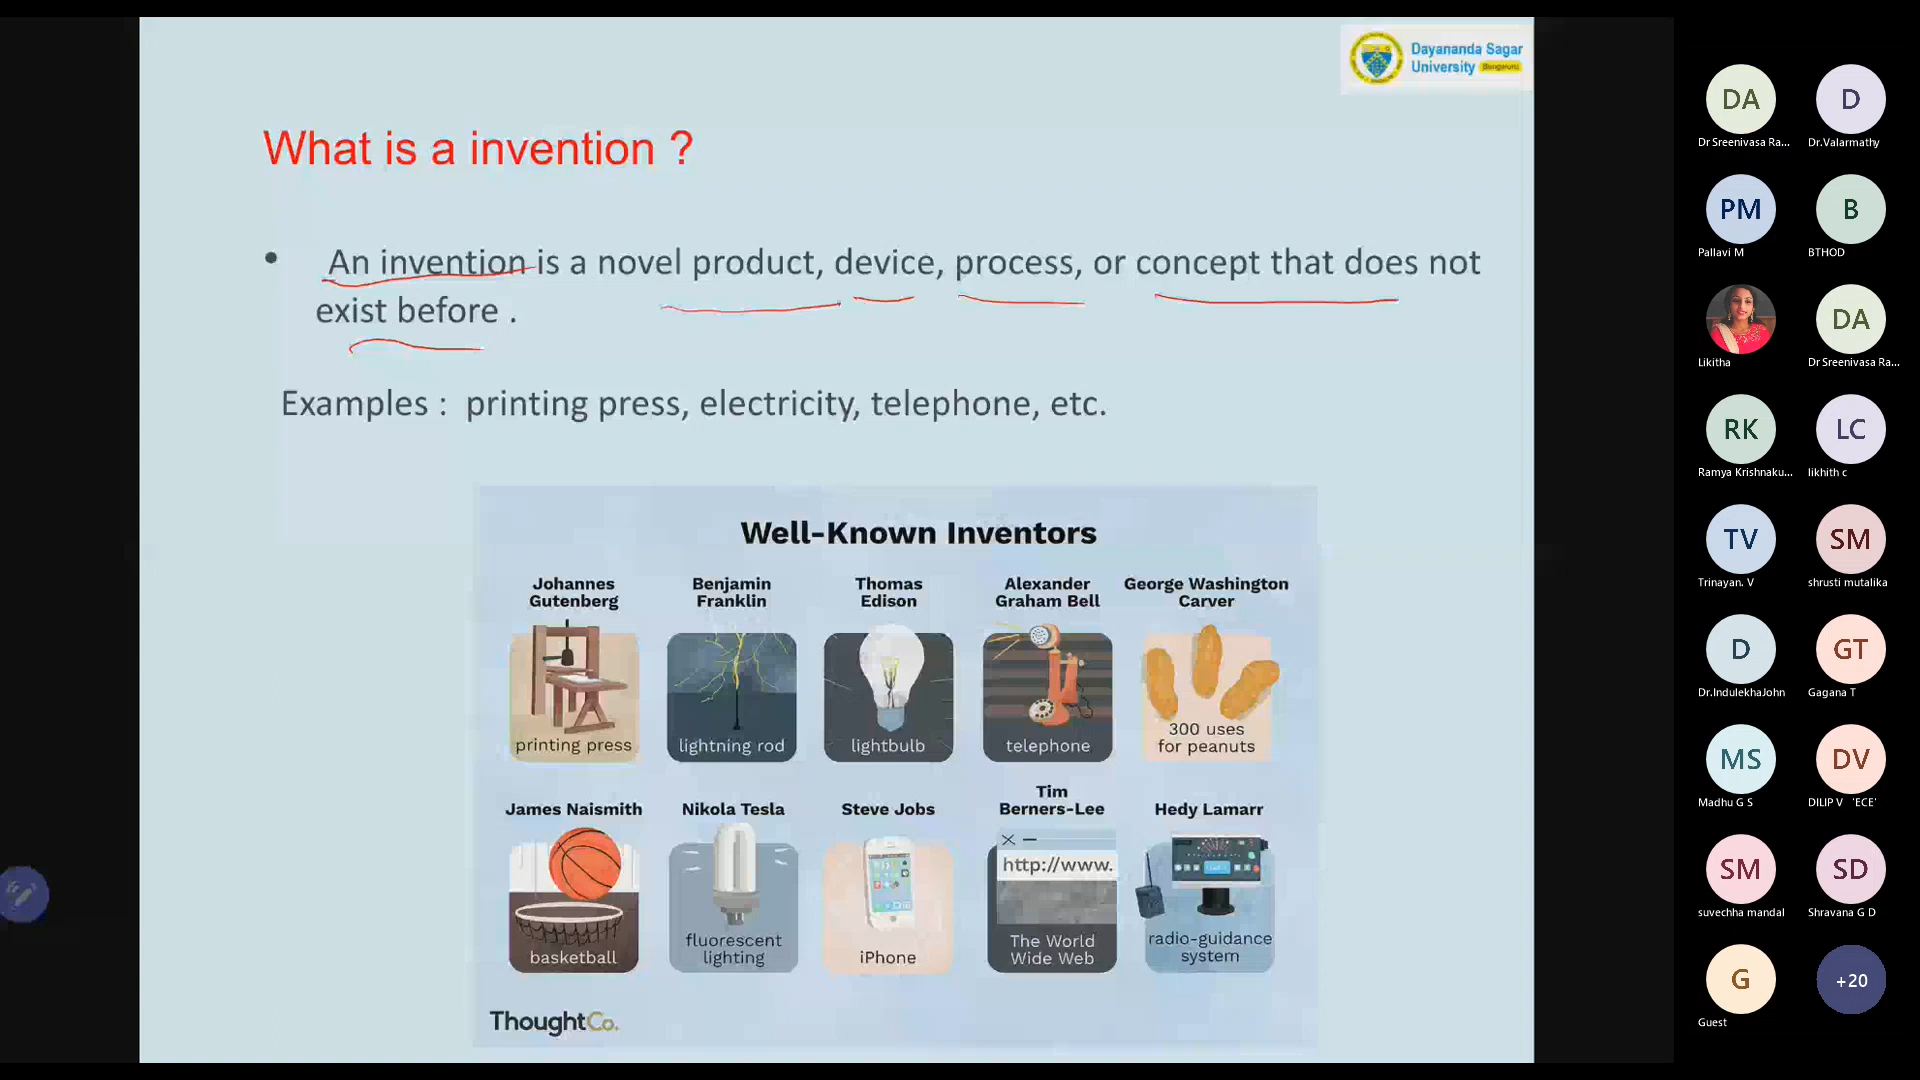 Dayananda Sagar
University Bengaluru
What is a invention ?
• An invention is a novel product, device, process, or concept that does not
exist before .
Examples : printing press, electricity, telephone, etc.
Well-Known Inventors
Johannes
Gutenberg
printing press
Benjamin
Franklin
lightning rod
Thomas
Edison
lightbulb
Alexander
Graham Bell
telephone
George Washington
Carver
300 uses
for peanuts
James Naismith
basketball
Nikola Tesla
fluorescent
lighting
Steve Jobs
iPhone
Tim
Berners-Lee
http://www.
The World
Wide Web
Hedy Lamarr
radio-guidance
system
ThoughtCo.
DA
Dr Sreenivasa Ra...
D
Dr.Valarmathy
PM
Pallavi M
B
BTHOD
Likitha
DA
Dr Sreenivasa Ra...
RK
Ramya Krishnaku...
LC
likhith c
TV
Trinayan. V
SM
shrusti mutalika
D
Dr.IndulekhaJohn
GT
Gagana T
MS
Madhu G S
DV
DILIP V 'ECE'
SM
suvechha mandal
SD
Shravana G D
G
Guest
+20